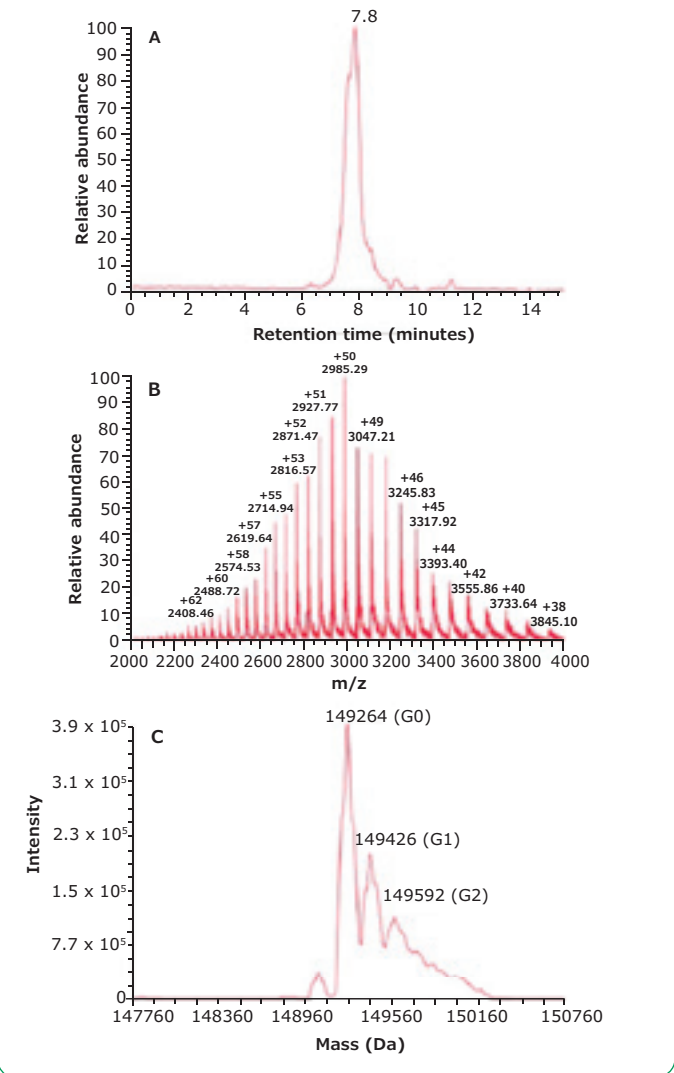 7.8
A
100
90
80
70
60
50
40
30
20
10
0
Relative abundance
0 2 4 6 8 10 12 14
Retention time (minutes)
B
100
80
60
50
40
30
20
10
0
Relative abundance
+50
2985.29
+51
2927.77
+52
2871.47
+49
3047.21
+53
2816.57
+46
3245.83
+55
2714.94
+45
3317.92
+57
2619.64
+44
3393.40
+58
2574.53
+42
3555.86
+60
2488.72
+40
3733.64
+62
2408.46
+38
3845.10
2000 2200 2400 2600 2800 3000 3200 3400 3600 3800 4000
m/z
149264 (G0)
C
3.9 x 10⁵
3.1 x 10⁵
2.3 x 10⁵
1.5 x 10⁵
7.7 x 10⁵
0
Intensity
149426 (G1)
149592 (G2)
147760 148360 148960 149560 150160 150760
Mass (Da)